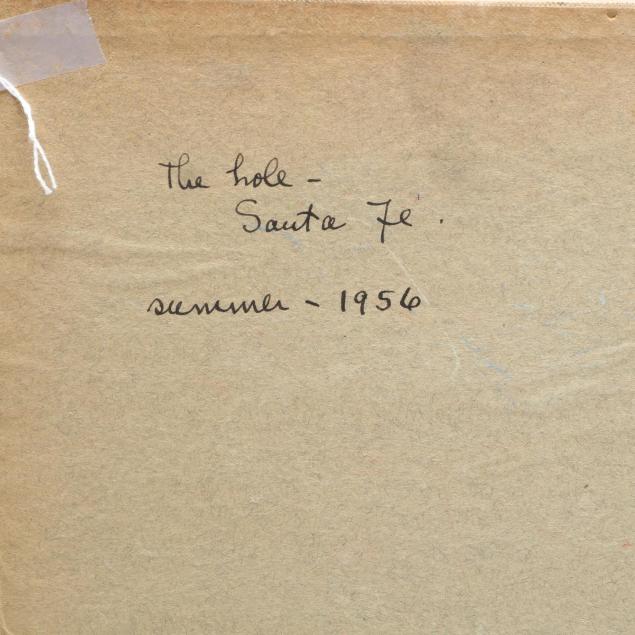 The hole -
Santa Fe .
summer - 1956